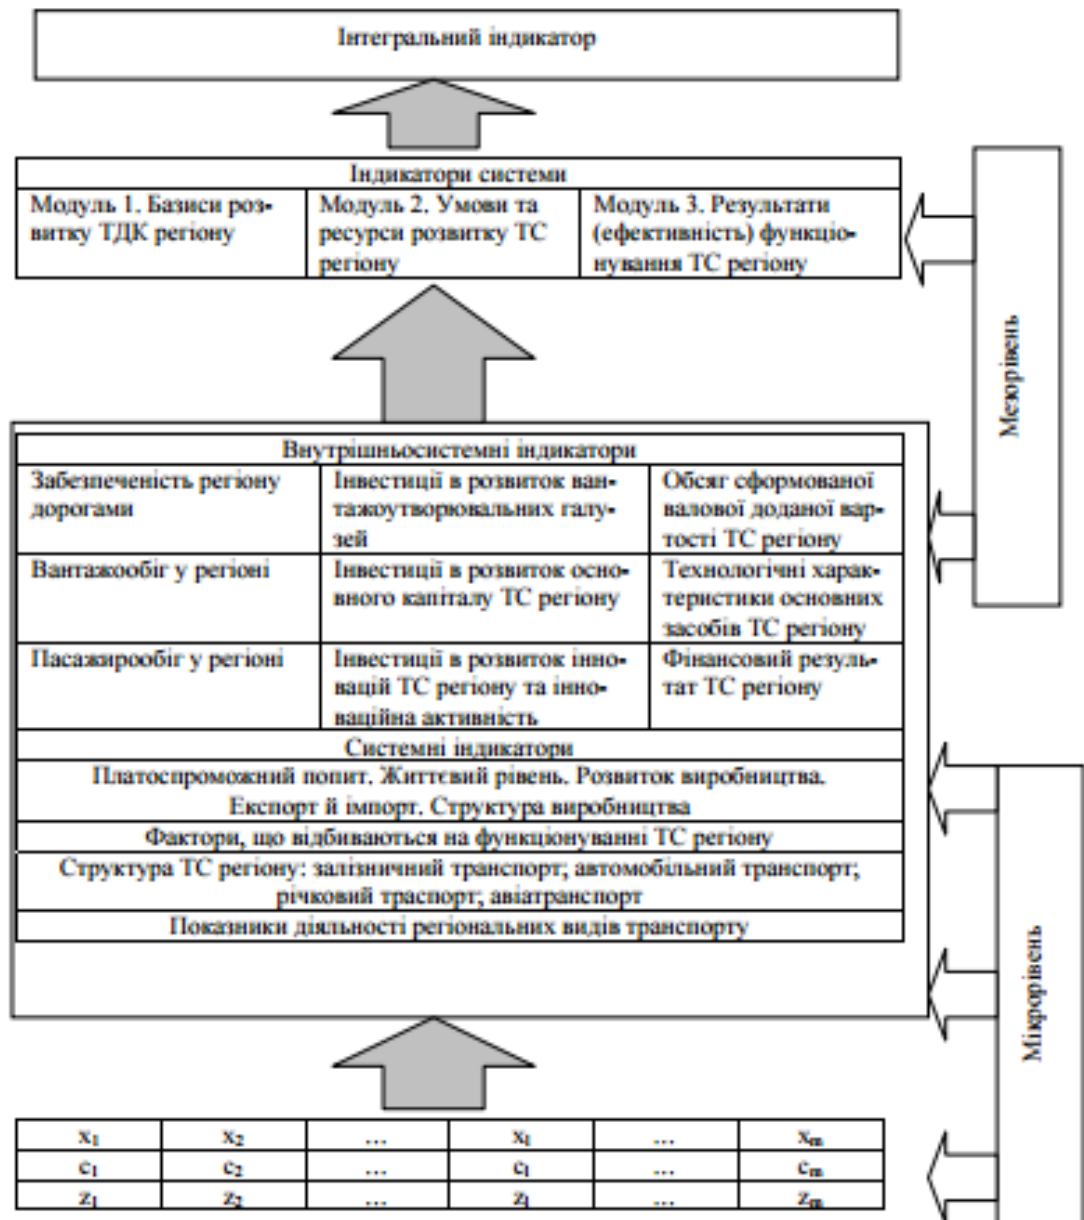 Інтегральний індикатор
Індикатори системи
Модуль 1. Базиси роз-
витку ТДК регіону
Модуль 2. Умови та
ресурси розвитку ТС
регіону
Модуль 3. Результати
(ефективність) функціо-
нування ТС регіону
Мезорівень
Внутрішньосистемні індикатори
Забезпеченість регіону
дорогами
Інвестиції в розвиток ван-
тажоутворювальних галу-
зей
Обсяг сформованої
валової доданої вар-
тості ТС регіону
Вантажообіг у регіоні
Інвестиції в розвиток осно-
вного капіталу ТС регіону
Технологічні харак-
теристики основних
засобів ТС регіону
Пасажирообіг у регіоні
Інвестиції в розвиток інно-
вацій ТС регіону та інно-
ваційна активність
Фінансовий резуль-
тат ТС регіону
Системні індикатори
Платоспроможний попит. Життєвий рівень. Розвиток виробництва.
Експорт й імпорт. Структура виробництва
Фактори, що відбиваються на функціонуванні ТС регіону
Структура ТС регіону: залізничний транспорт; автомобільний транспорт;
річковий траспорт; авіатранспорт
Показники діяльності регіональних видів транспорту
Мікрорівень
x₁ x₂ ... xₗ ... xₘ
c₁ c₂ ... cₗ ... cₘ
z₁ z₂ ... zₗ ... zₘ